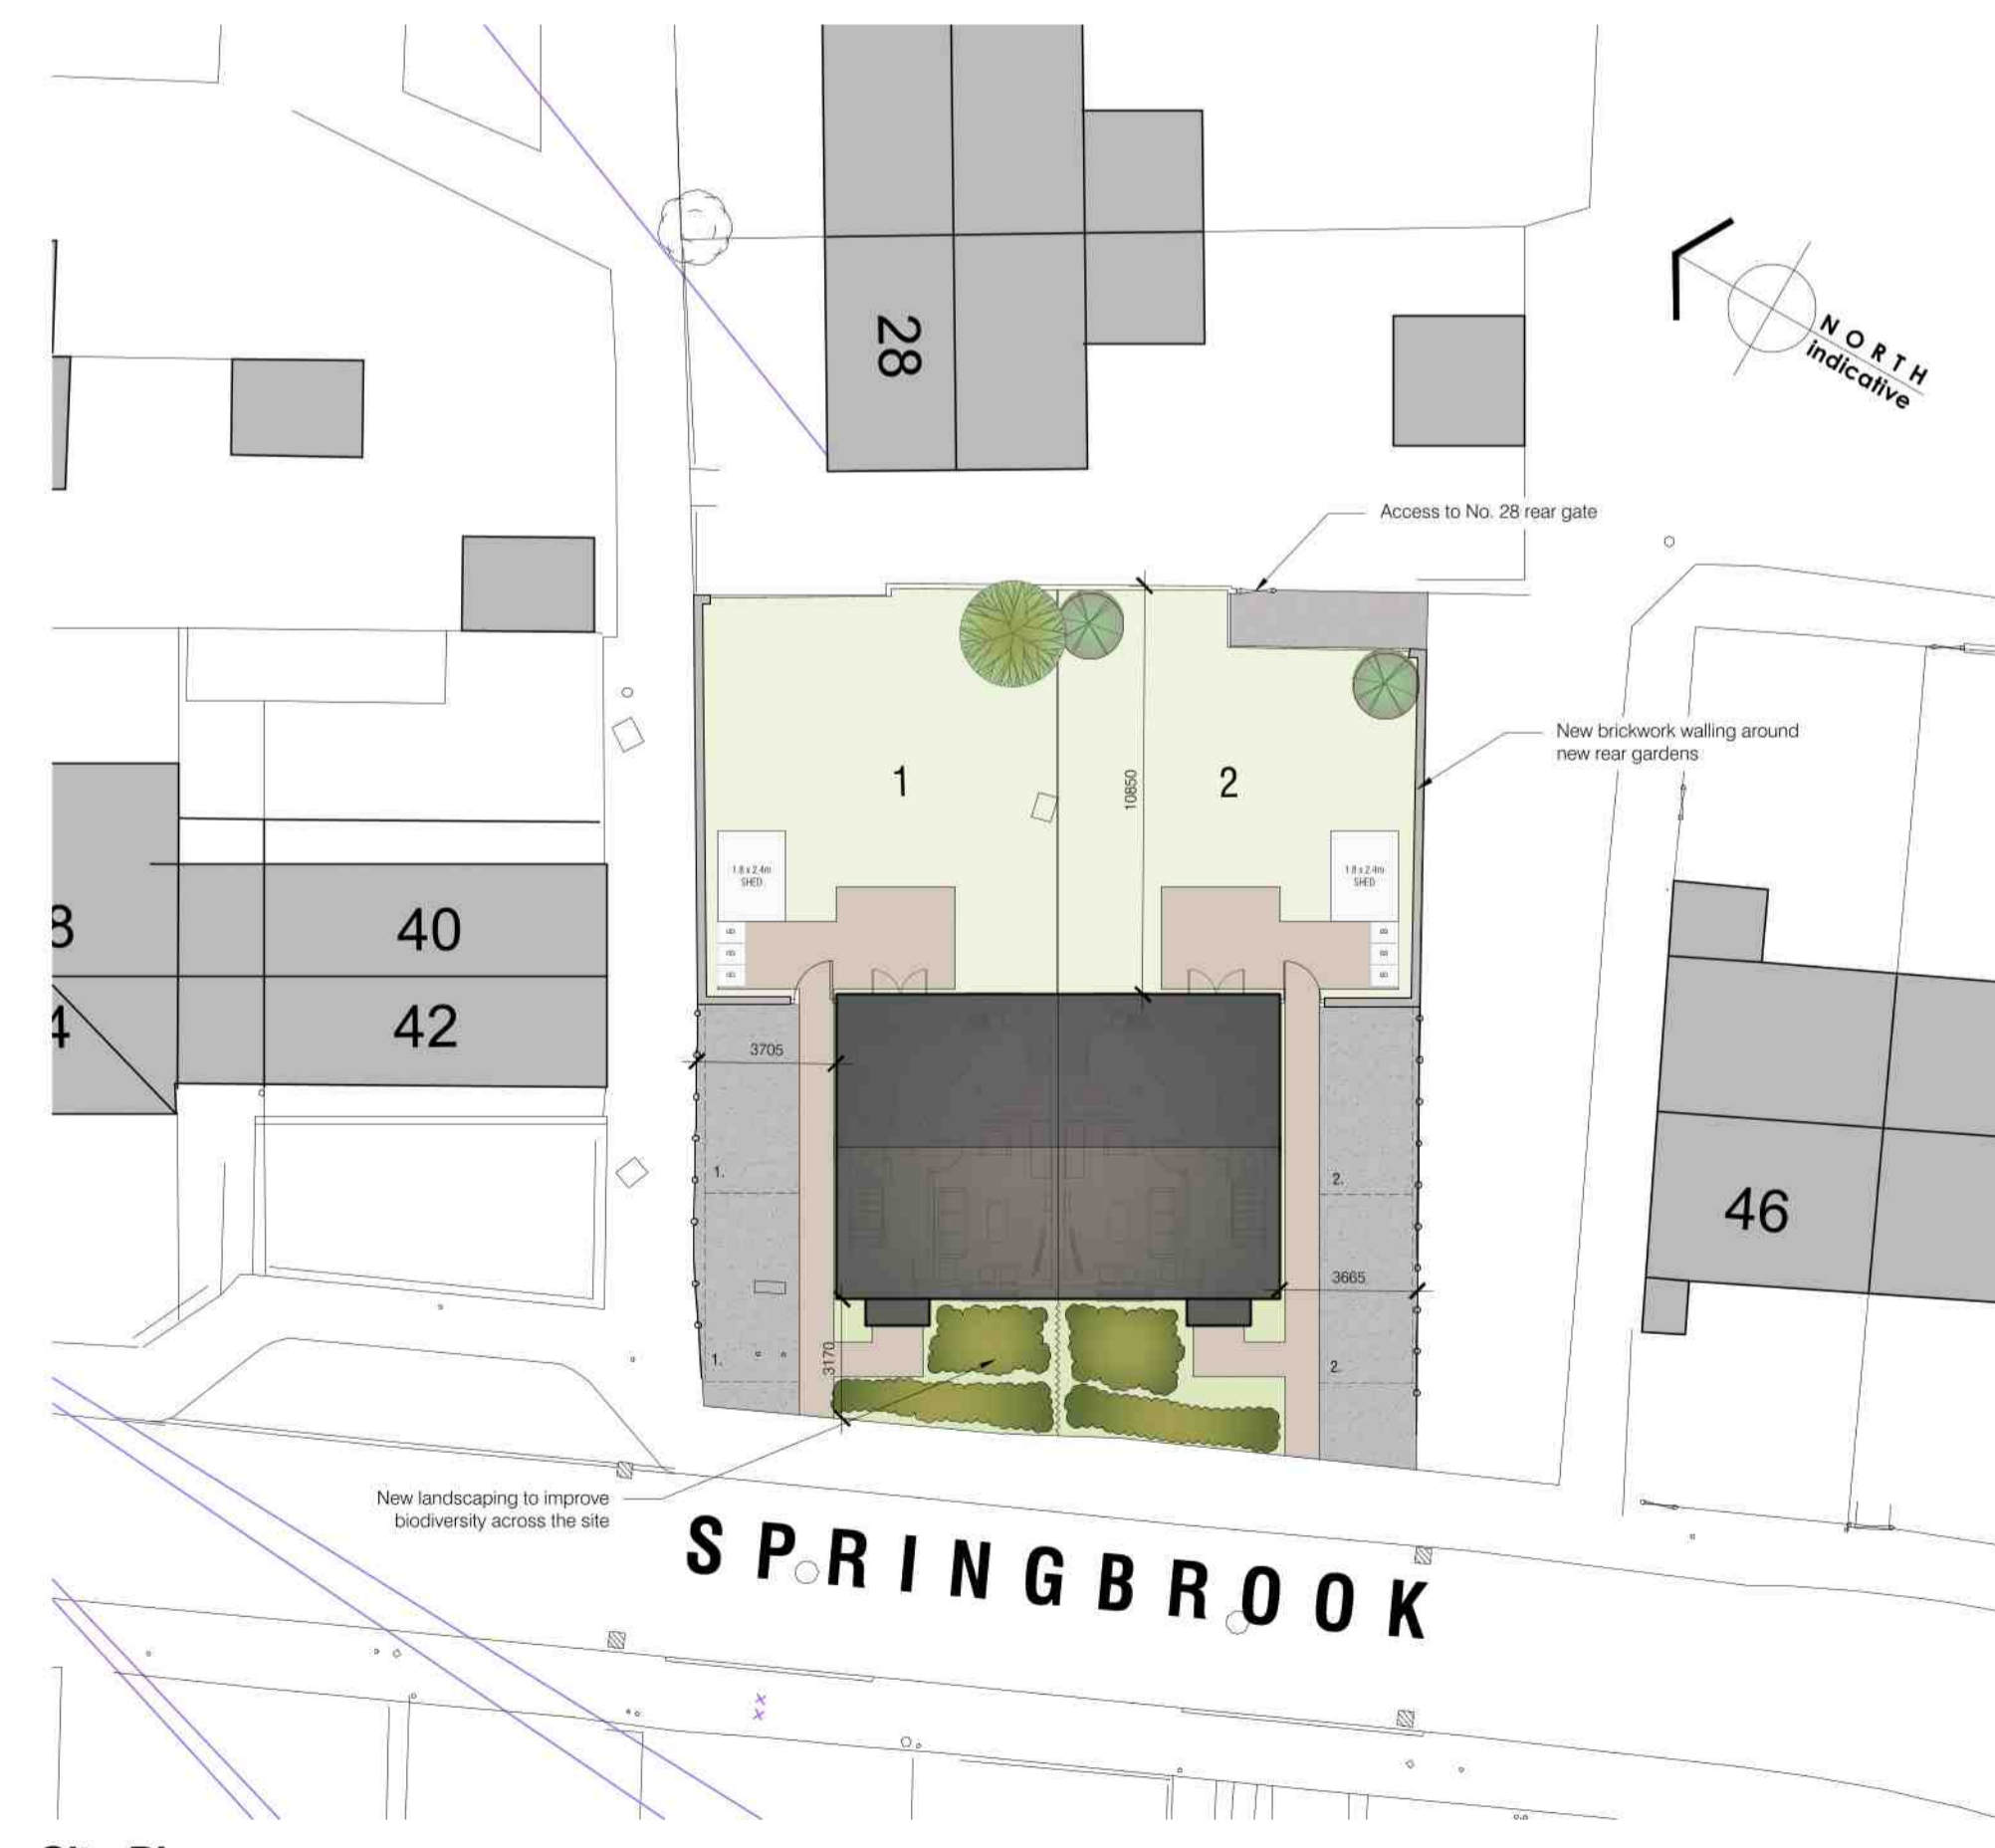 28
NORTH
indicative
Access to No. 28 rear gate
New brickwork walling around
new rear gardens
1
10850
2
1.8 x 2.4m
SHED
1.8 x 2.4m
SHED
8
40
4
42
3705
1.
2.
46
3665
3170
1.
2.
New landscaping to improve
biodiversity across the site
SPRINGBROOK